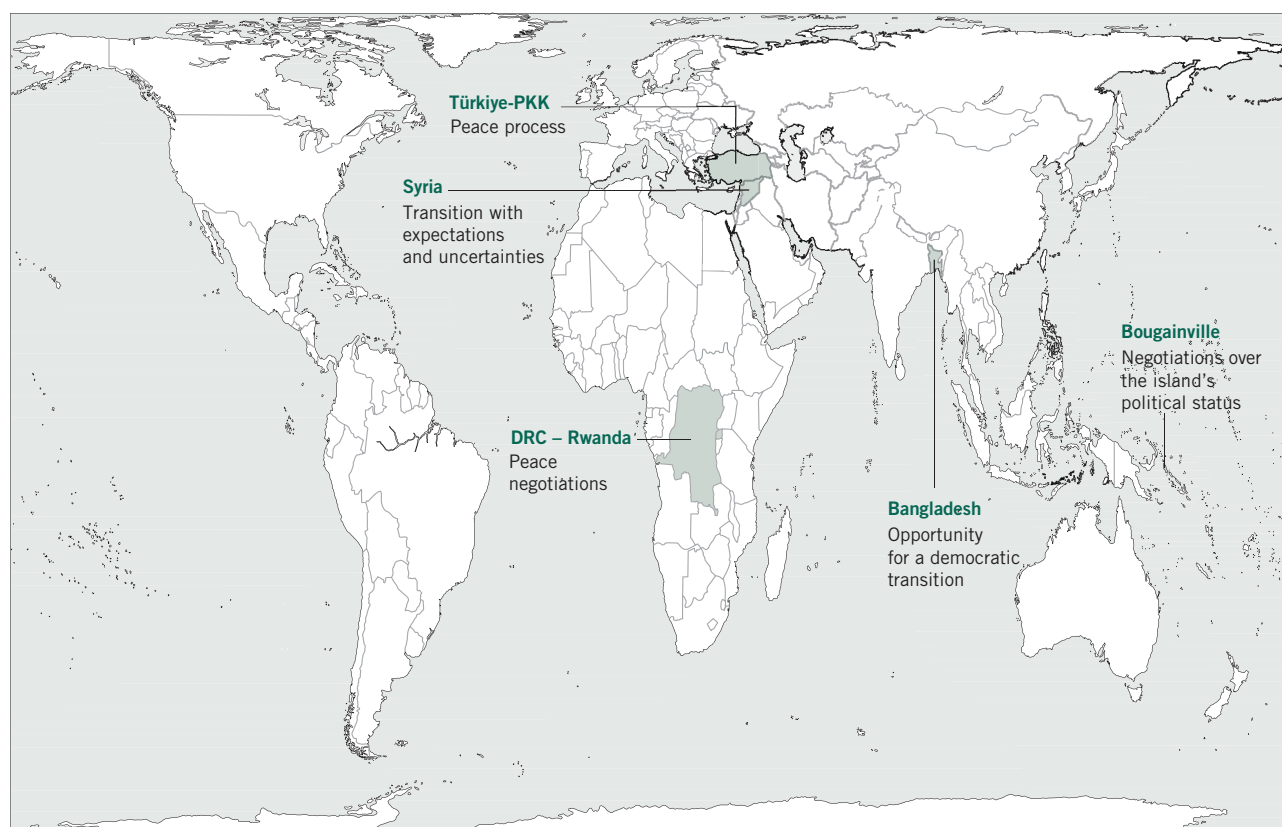 Türkiye-PKK
Peace process
Syria
Transition with
expectations
and uncertainties
DRC – Rwanda
Peace
negotiations
Bangladesh
Opportunity
for a democratic
transition
Bougainville
Negotiations over
the island's
political status